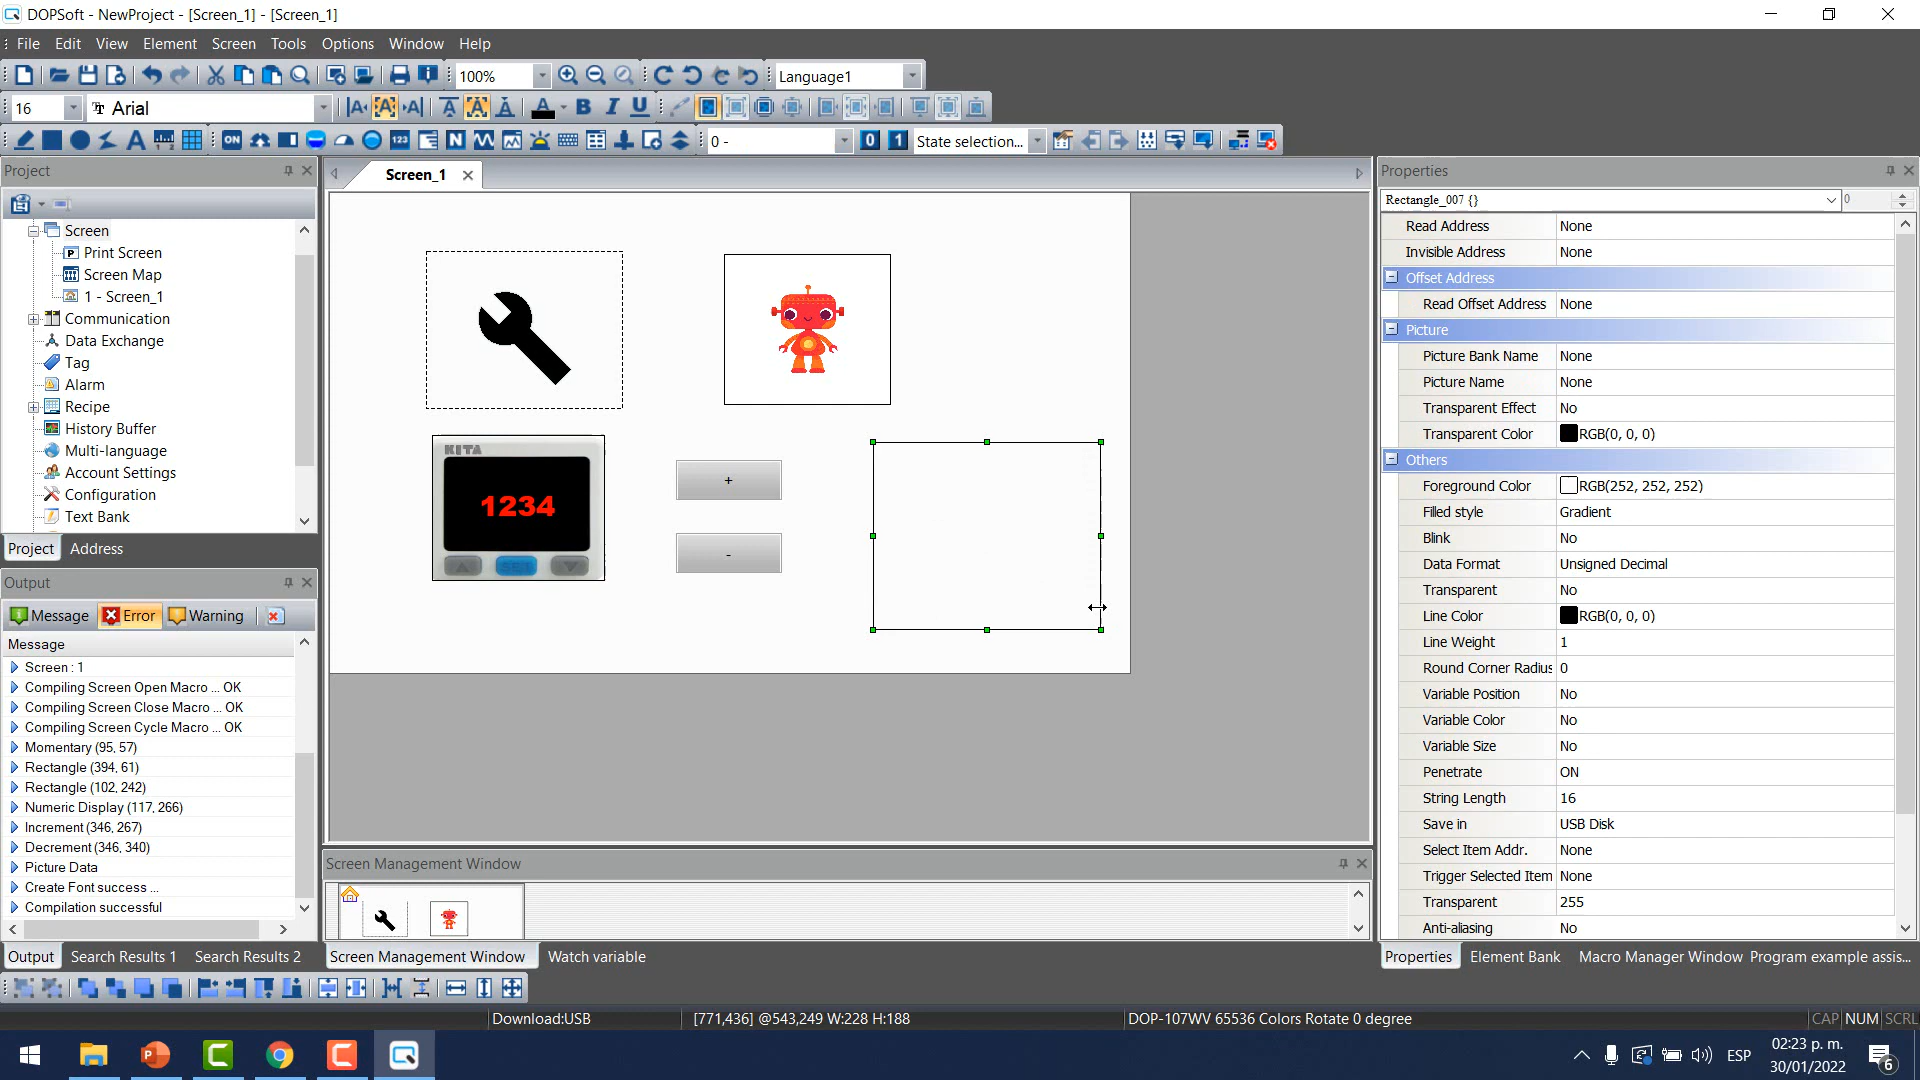 DOPSoft - NewProject - [Screen_1] - [Screen_1]
File Edit View Element Screen Tools Options Window Help
100% Language1
16 Arial
0 - State selection...
Project
Screen
Print Screen
Screen Map
1 - Screen_1
Communication
Data Exchange
Tag
Alarm
Recipe
History Buffer
Multi-language
Account Settings
Configuration
Text Bank
Project Address
Output
Message Error Warning
Message
Screen : 1
Compiling Screen Open Macro ... OK
Compiling Screen Close Macro ... OK
Compiling Screen Cycle Macro ... OK
Momentary (95, 57)
Rectangle (394, 61)
Rectangle (102, 242)
Numeric Display (117, 266)
Increment (346, 267)
Decrement (346, 340)
Picture Data
Create Font success ...
Compilation successful
Output Search Results 1 Search Results 2
Screen_1
KITA
1234
SET
+
-
Screen Management Window
Screen Management Window Watch variable
Properties
Rectangle_007 {} 0
Read Address None
Invisible Address None
Offset Address
Read Offset Address None
Picture
Picture Bank Name None
Picture Name None
Transparent Effect No
Transparent Color RGB(0, 0, 0)
Others
Foreground Color RGB(252, 252, 252)
Filled style Gradient
Blink No
Data Format Unsigned Decimal
Transparent No
Line Color RGB(0, 0, 0)
Line Weight 1
Round Corner Radius 0
Variable Position No
Variable Color No
Variable Size No
Penetrate ON
String Length 16
Save in USB Disk
Select Item Addr. None
Trigger Selected Item None
Transparent 255
Anti-aliasing No
Properties Element Bank Macro Manager Window Program example assis...
Download:USB [771,436] @543,249 W:228 H:188 DOP-107WV 65536 Colors Rotate 0 degree CAP NUM SCRL
ESP
02:23 p. m.
30/01/2022
6